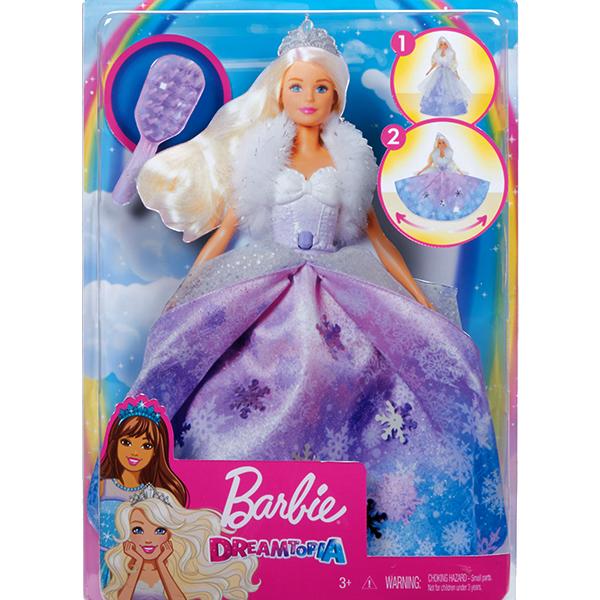 1
2
Barbie
DREAMTOPIA
3+
⚠ WARNING: CHOKING HAZARD - Small parts.
Not for children under 3 years.